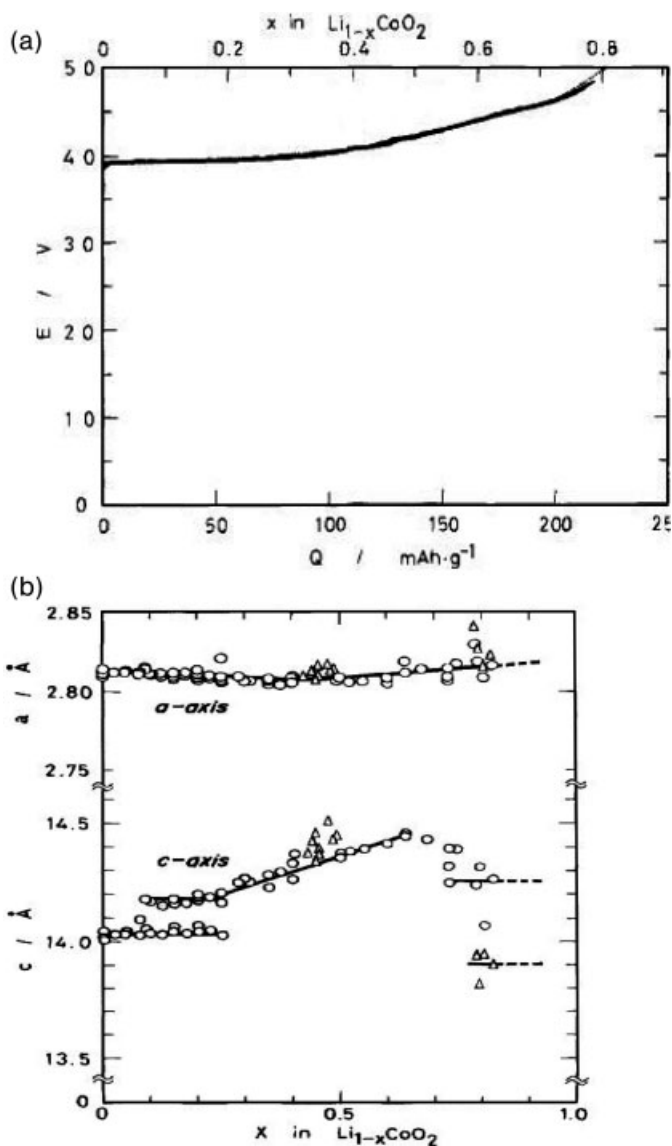 (a)
x in Li1-xCoO2
0 0.2 0.4 0.6 0.8
5 0
4 0
3 0
2 0
1 0
0
E / V
0 50 100 150 200 25
Q / mAh·g-1
(b)
2.85
2.80
2.75
a / Å
a-axis
14.5
14.0
13.5
0
c / Å
c-axis
0 0.5 1.0
X in Li1-xCoO2